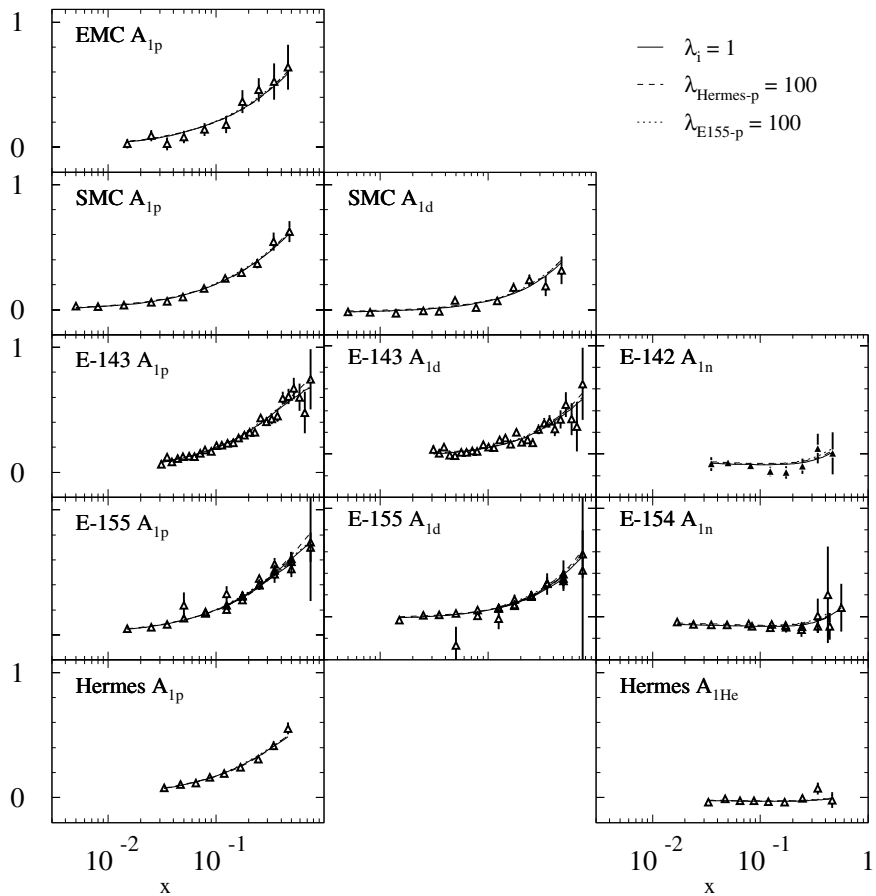 1
EMC A1p
λi = 1
λHermes-p = 100
λE155-p = 100
0
1
SMC A1p
SMC A1d
0
1
E-143 A1p
E-143 A1d
E-142 A1n
0
E-155 A1p
E-155 A1d
E-154 A1n
1
Hermes A1p
Hermes A1He
0
10-2 10-1 10-2 10-1 1
x x